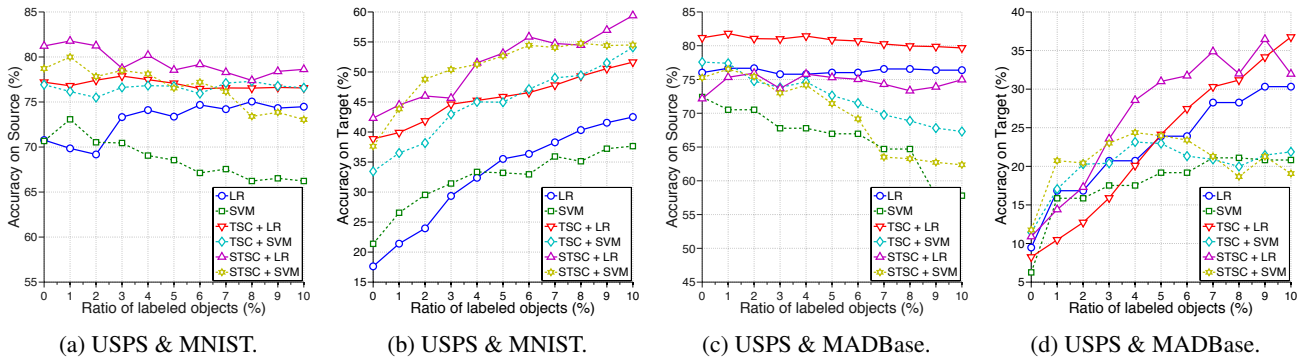 Accuracy on Source (%)
85
80
75
70
65
60
55
0 1 2 3 4 5 6 7 8 9 10
Ratio of labeled objects (%)
LR
SVM
TSC + LR
TSC + SVM
STSC + LR
STSC + SVM
(a) USPS & MNIST.
Accuracy on Target (%)
60
55
50
45
40
35
30
25
20
15
0 1 2 3 4 5 6 7 8 9 10
Ratio of labeled objects (%)
LR
SVM
TSC + LR
TSC + SVM
STSC + LR
STSC + SVM
(b) USPS & MNIST.
Accuracy on Source (%)
85
80
75
70
65
60
55
50
45
0 1 2 3 4 5 6 7 8 9 10
Ratio of labeled objects (%)
LR
SVM
TSC + LR
TSC + SVM
STSC + LR
STSC + SVM
(c) USPS & MADBase.
Accuracy on Target (%)
40
35
30
25
20
15
10
5
0 1 2 3 4 5 6 7 8 9 10
Ratio of labeled objects (%)
LR
SVM
TSC + LR
TSC + SVM
STSC + LR
STSC + SVM
(d) USPS & MADBase.